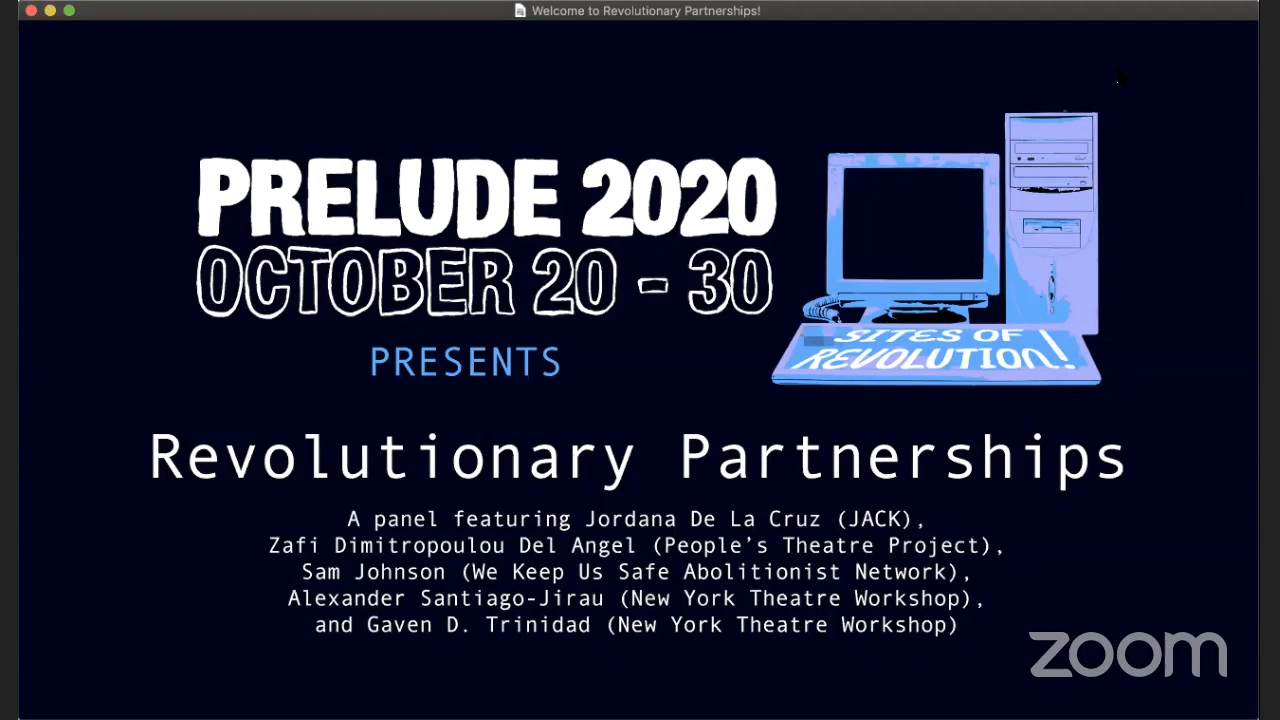 Welcome to Revolutionary Partnerships!
PRELUDE 2020
OCTOBER 20 - 30
SITES OF
REVOLUTION!
PRESENTS
Revolutionary Partnerships
A panel featuring Jordana De La Cruz (JACK),
Zafi Dimitropoulou Del Angel (People’s Theatre Project),
Sam Johnson (We Keep Us Safe Abolitionist Network),
Alexander Santiago-Jirau (New York Theatre Workshop),
and Gaven D. Trinidad (New York Theatre Workshop)
zoom